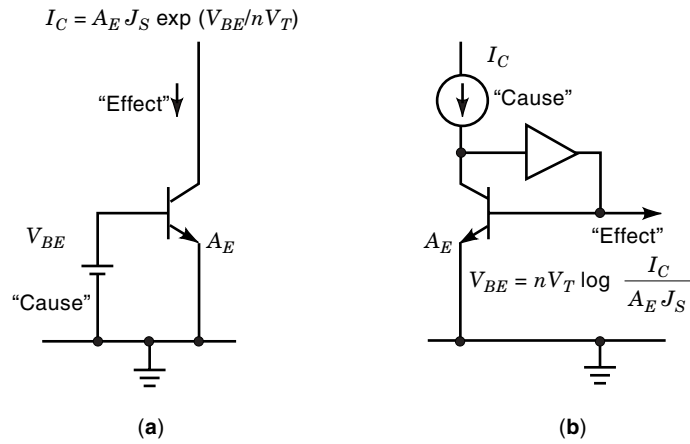 I_C = A_E J_S exp (V_BE/nV_T)
“Effect”
V_BE
A_E
“Cause”
(a)
I_C
“Cause”
A_E
“Effect”
V_BE = nV_T log I_C / A_E J_S
(b)